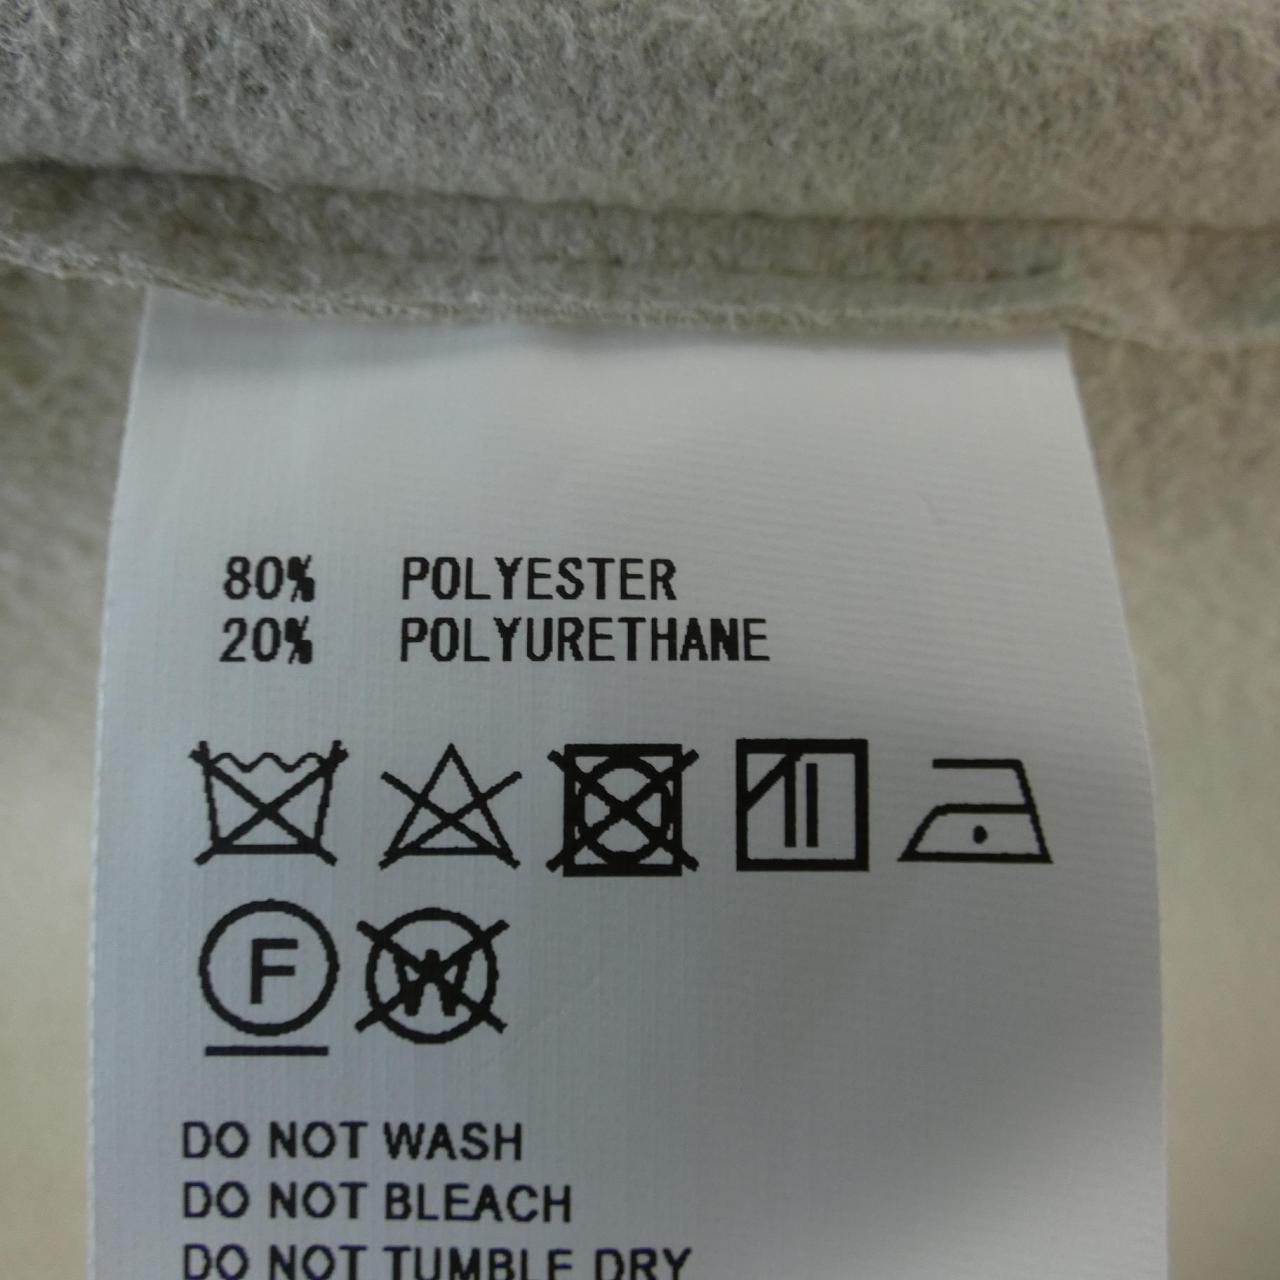 80% POLYESTER
20% POLYURETHANE
F W
DO NOT WASH
DO NOT BLEACH
DO NOT TUMBLE DRY